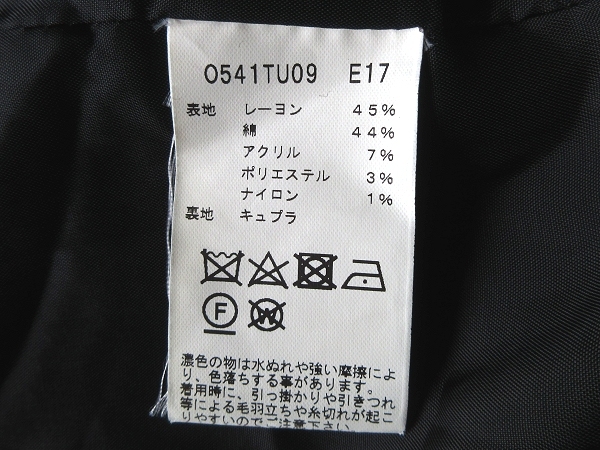 O541TU09 E17
表地 レーヨン 45%
綿 44%
アクリル 7%
ポリエステル 3%
ナイロン 1%
裏地 キュプラ
F W
濃色の物は水ぬれや強い摩擦によ
り、色落ちする事があります。
着用時に、引っ掛かりや引きつれ
等による毛羽立ちや糸切れが起こ
りやすいのでご注意下さい。